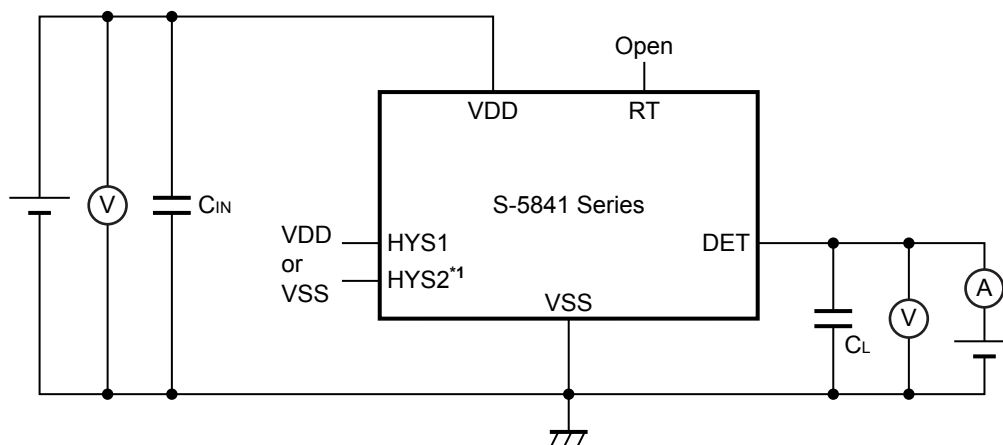 Open
VDD
RT
V
CIN
S-5841 Series
VDD
or
VSS
HYS1
HYS2*1
DET
VSS
A
V
CL